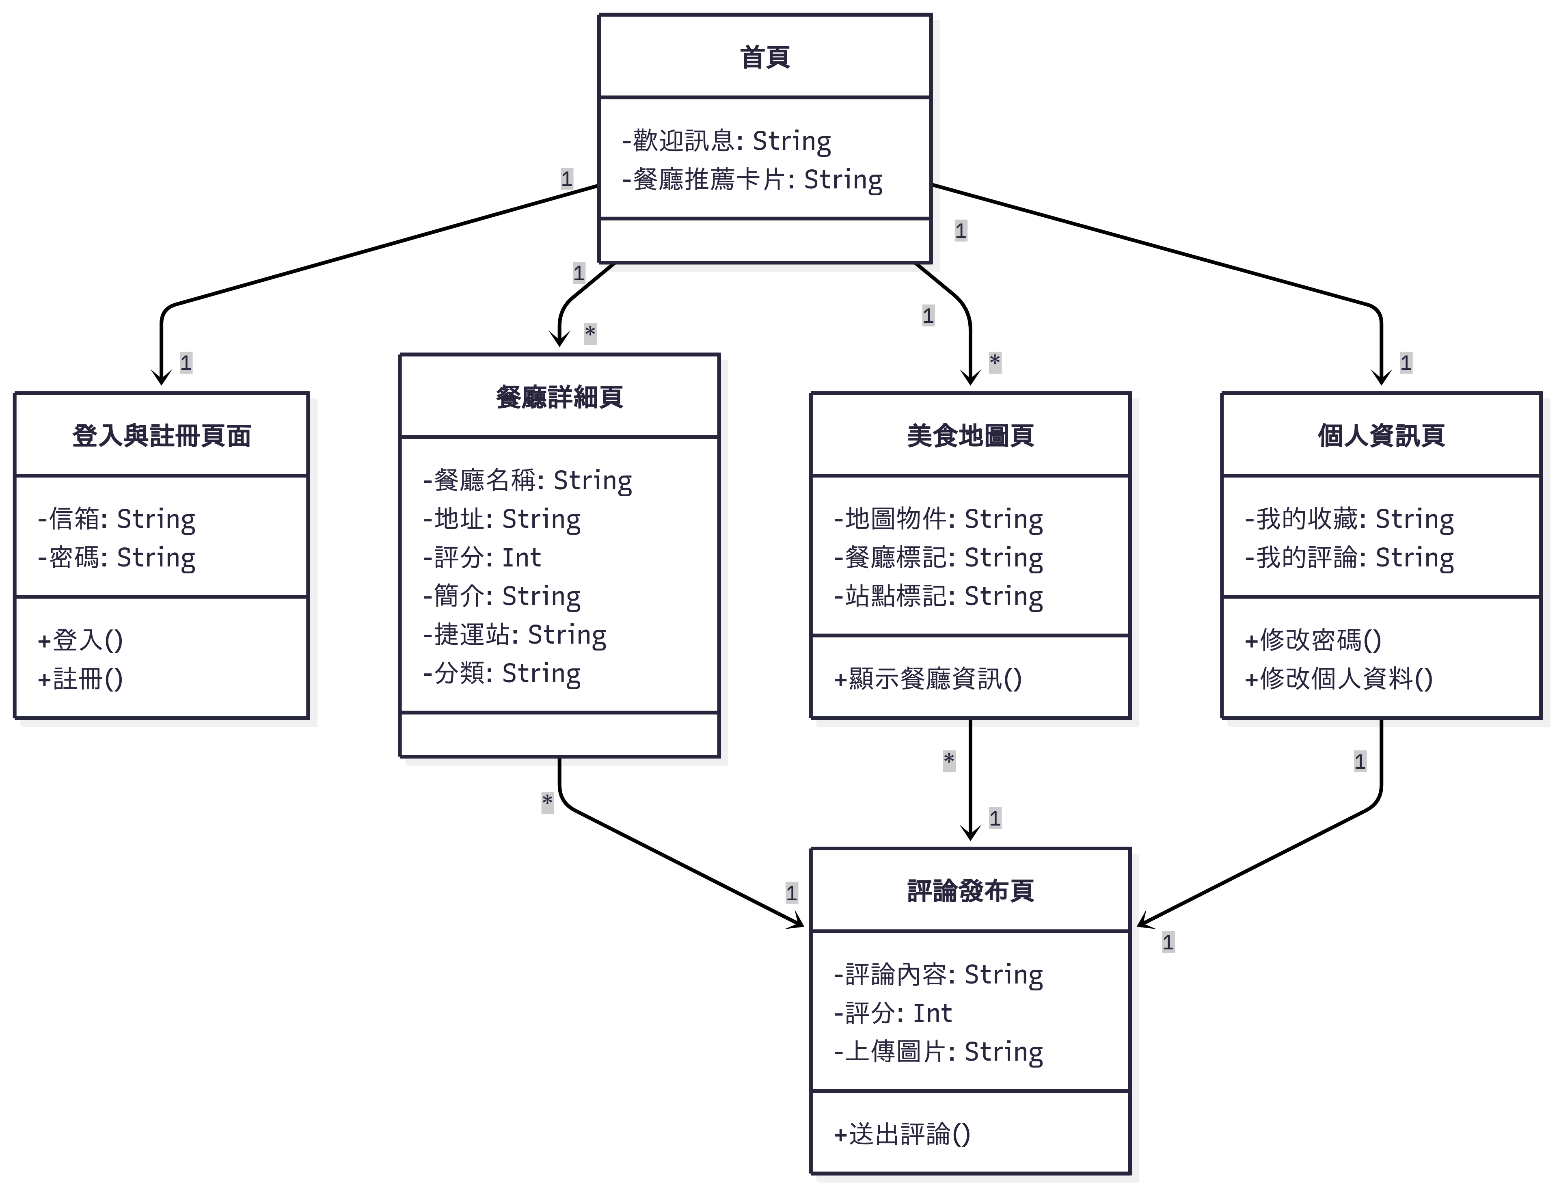 首頁
-歡迎訊息: String
-餐廳推薦卡片: String
1
1
1
1
1
*
*
1
1
登入與註冊頁面
-信箱: String
-密碼: String
+登入()
+註冊()
餐廳詳細頁
-餐廳名稱: String
-地址: String
-評分: Int
-簡介: String
-捷運站: String
-分類: String
美食地圖頁
-地圖物件: String
-餐廳標記: String
-站點標記: String
+顯示餐廳資訊()
個人資訊頁
-我的收藏: String
-我的評論: String
+修改密碼()
+修改個人資料()
*
*
1
1
1
1
評論發布頁
-評論內容: String
-評分: Int
-上傳圖片: String
+送出評論()